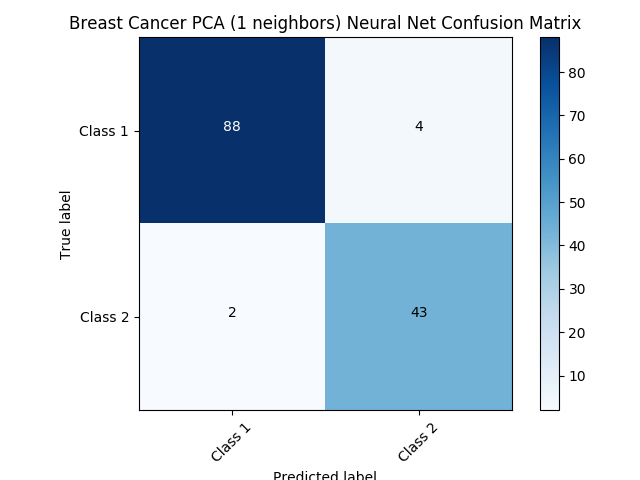 Breast Cancer PCA (1 neighbors) Neural Net Confusion Matrix
True label
Class 1
88
4
Class 2
2
43
Class 1
Class 2
Predicted label
80
70
60
50
40
30
20
10